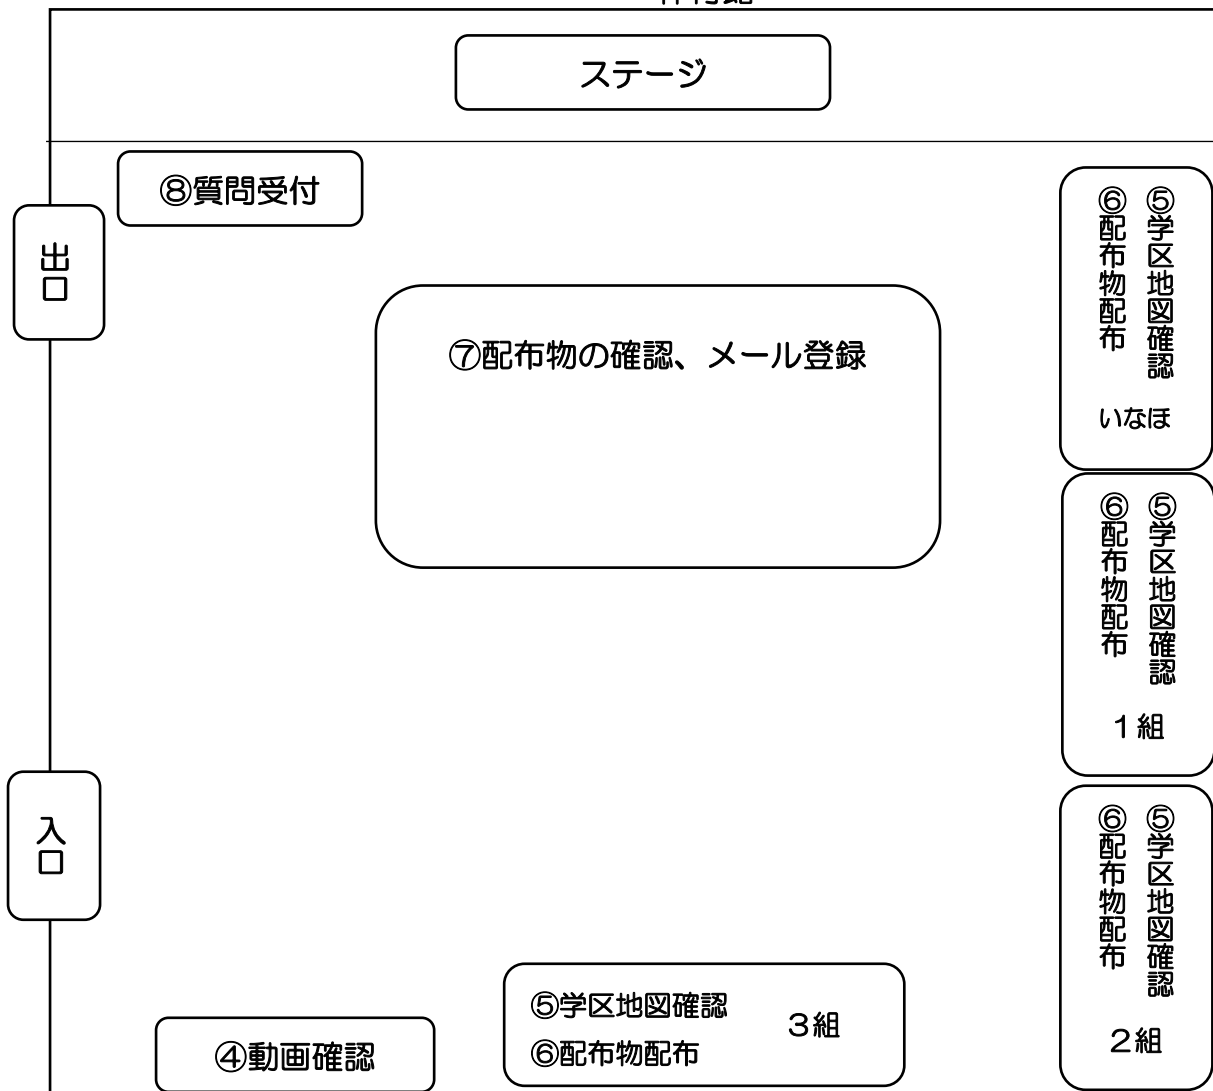 ステージ
⑧質問受付
出口
⑦配布物の確認、メール登録
⑤学区地図確認
⑥配布物配布
いなほ
⑤学区地図確認
⑥配布物配布
1組
入口
⑤学区地図確認
⑥配布物配布
2組
⑤学区地図確認
3組
⑥配布物配布
④動画確認